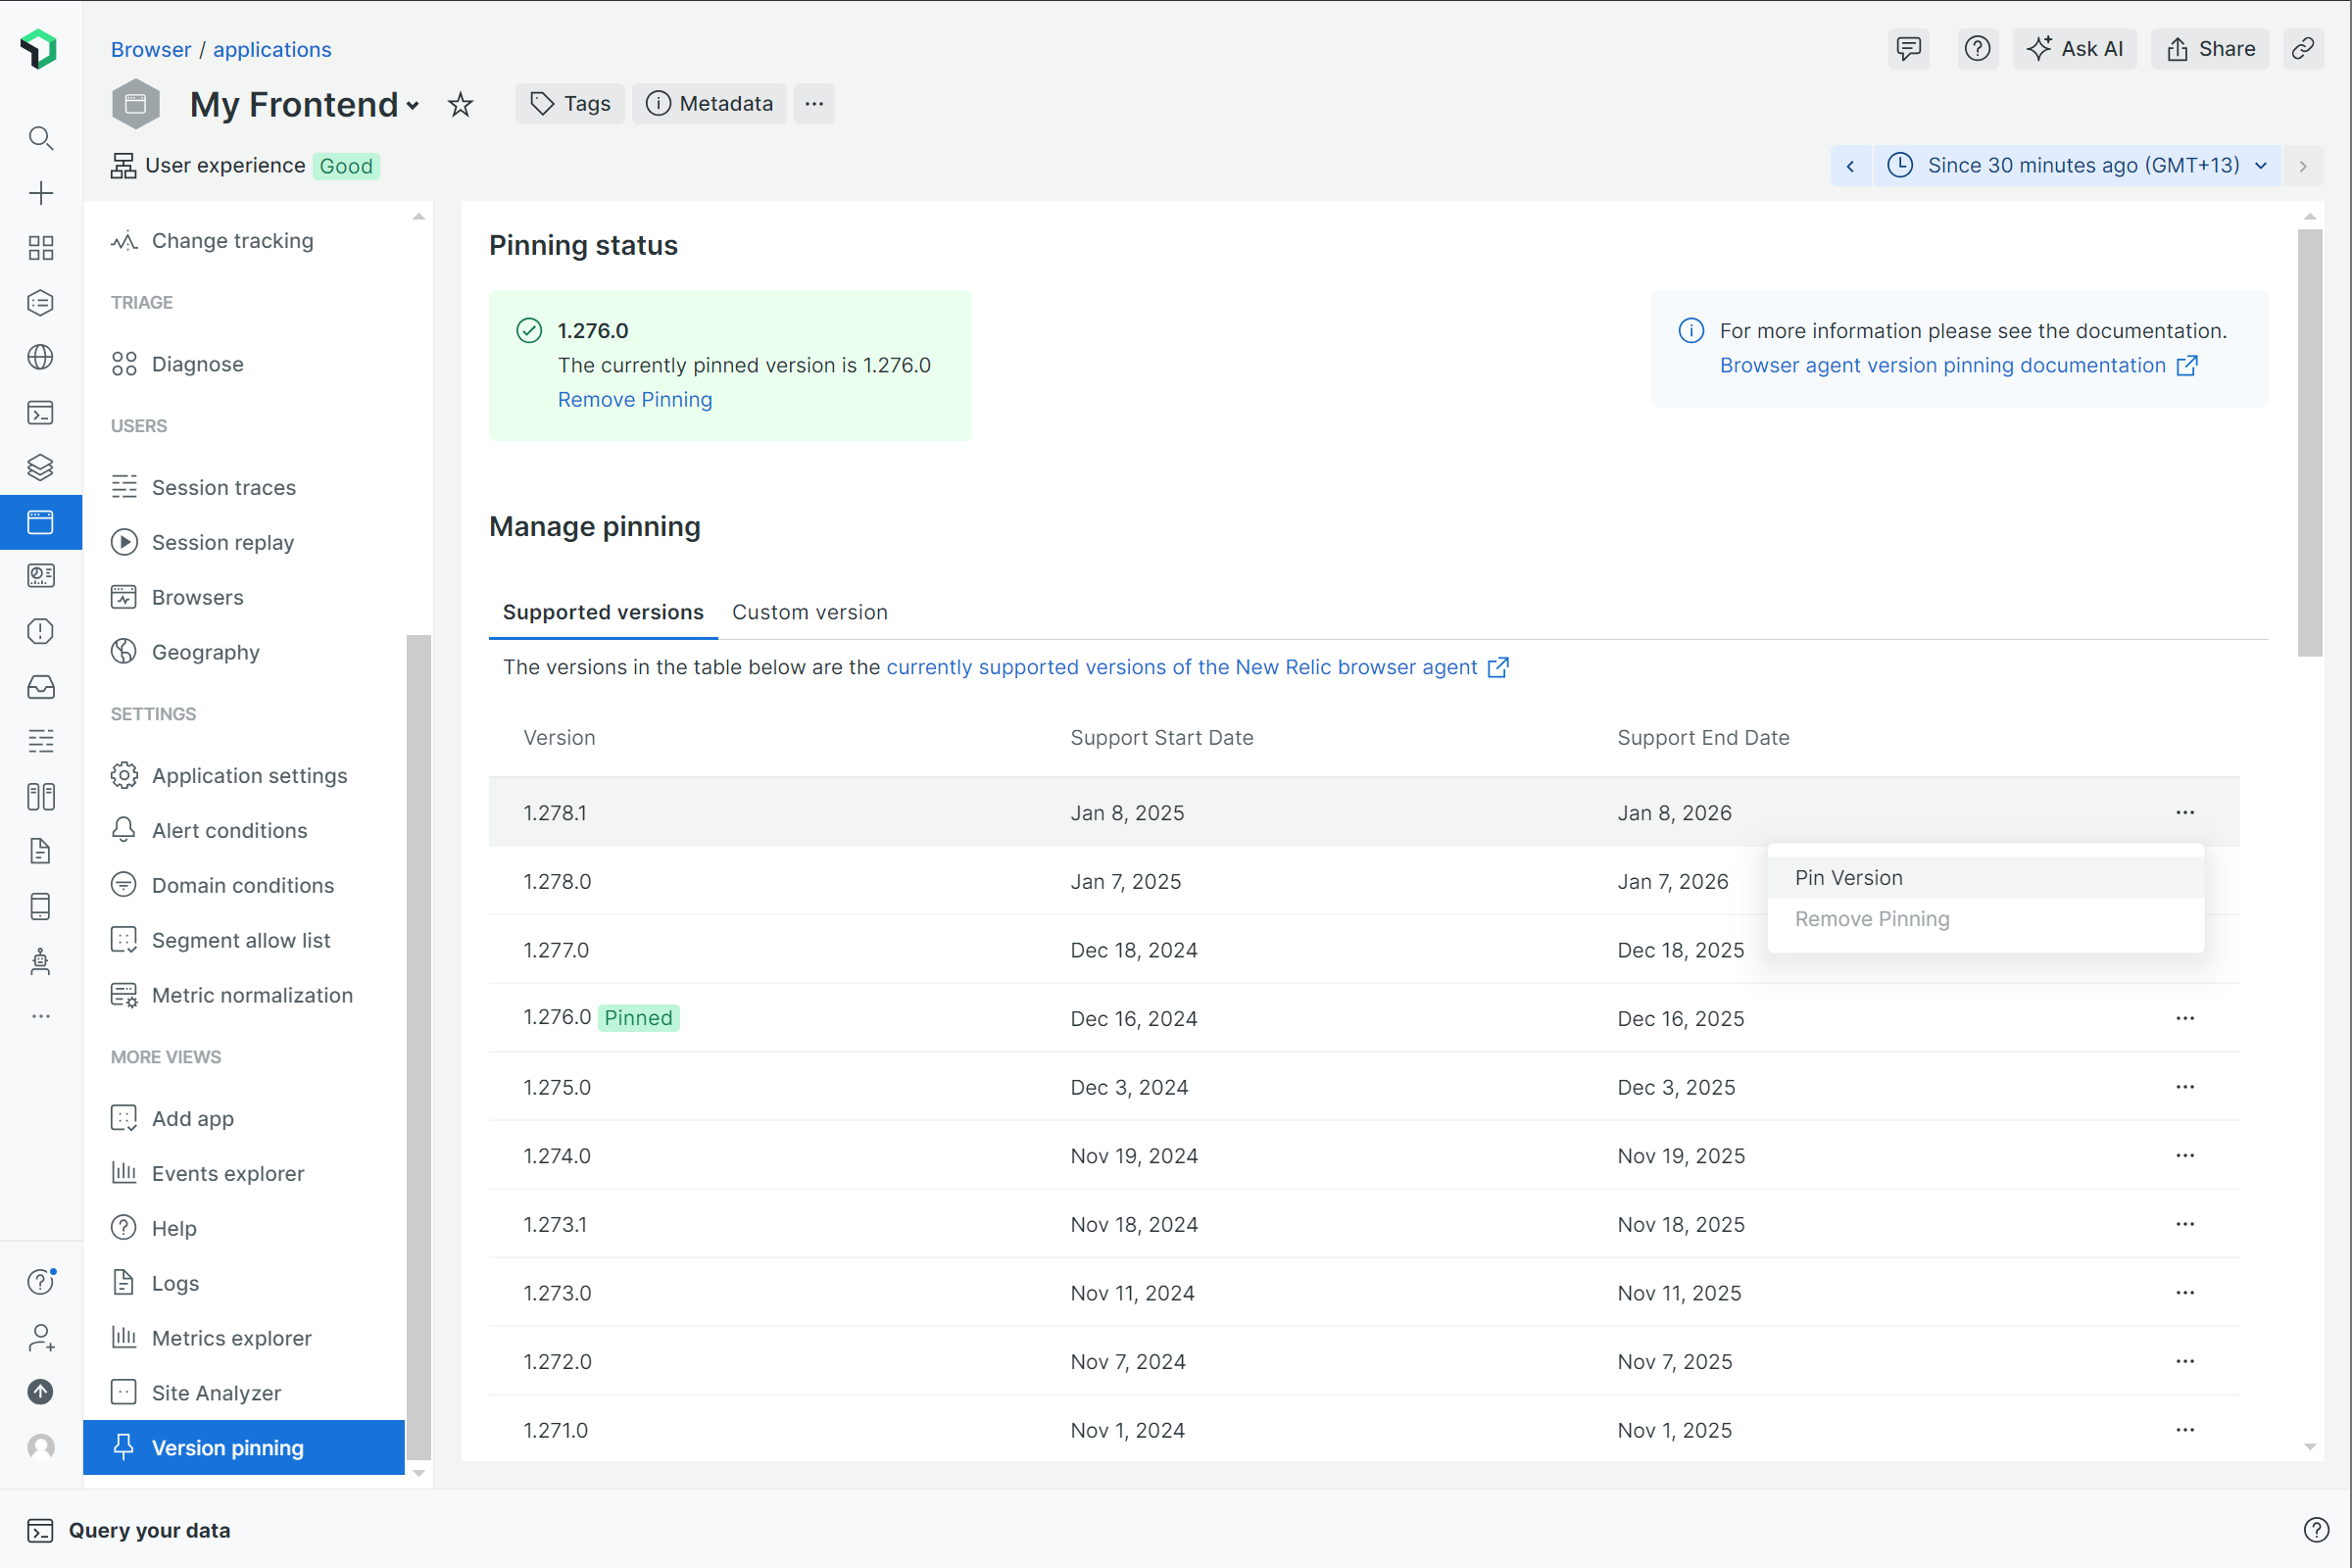 Browser / applications
Ask AI
Share
My Frontend
Tags
Metadata
User experience Good
Since 30 minutes ago (GMT+13)
Change tracking
TRIAGE
Diagnose
USERS
Session traces
Session replay
Browsers
Geography
SETTINGS
Application settings
Alert conditions
Domain conditions
Segment allow list
Metric normalization
MORE VIEWS
Add app
Events explorer
Help
Logs
Metrics explorer
Site Analyzer
Version pinning
Pinning status
1.276.0
The currently pinned version is 1.276.0
Remove Pinning
For more information please see the documentation.
Browser agent version pinning documentation
Manage pinning
Supported versions Custom version
The versions in the table below are the currently supported versions of the New Relic browser agent
Version Support Start Date Support End Date
1.278.1 Jan 8, 2025 Jan 8, 2026
1.278.0 Jan 7, 2025 Jan 7, 2026
Pin Version
Remove Pinning
1.277.0 Dec 18, 2024 Dec 18, 2025
1.276.0 Pinned Dec 16, 2024 Dec 16, 2025
1.275.0 Dec 3, 2024 Dec 3, 2025
1.274.0 Nov 19, 2024 Nov 19, 2025
1.273.1 Nov 18, 2024 Nov 18, 2025
1.273.0 Nov 11, 2024 Nov 11, 2025
1.272.0 Nov 7, 2024 Nov 7, 2025
1.271.0 Nov 1, 2024 Nov 1, 2025
Query your data